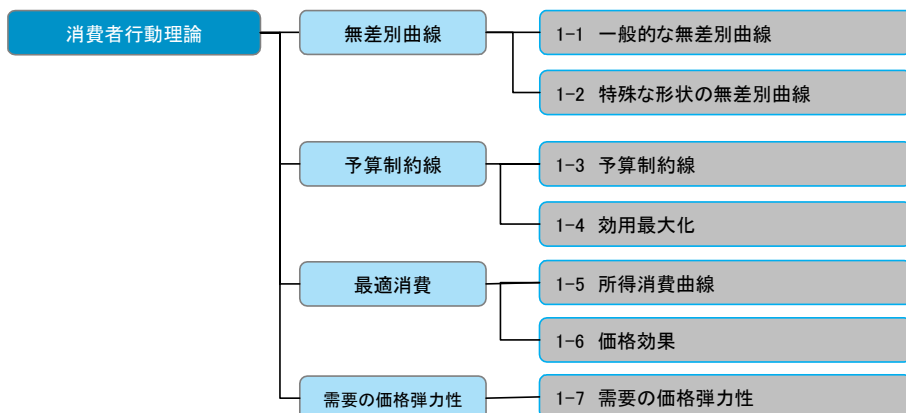 消費者行動理論
無差別曲線
1-1 一般的な無差別曲線
1-2 特殊な形状の無差別曲線
予算制約線
1-3 予算制約線
1-4 効用最大化
最適消費
1-5 所得消費曲線
1-6 価格効果
需要の価格弾力性
1-7 需要の価格弾力性